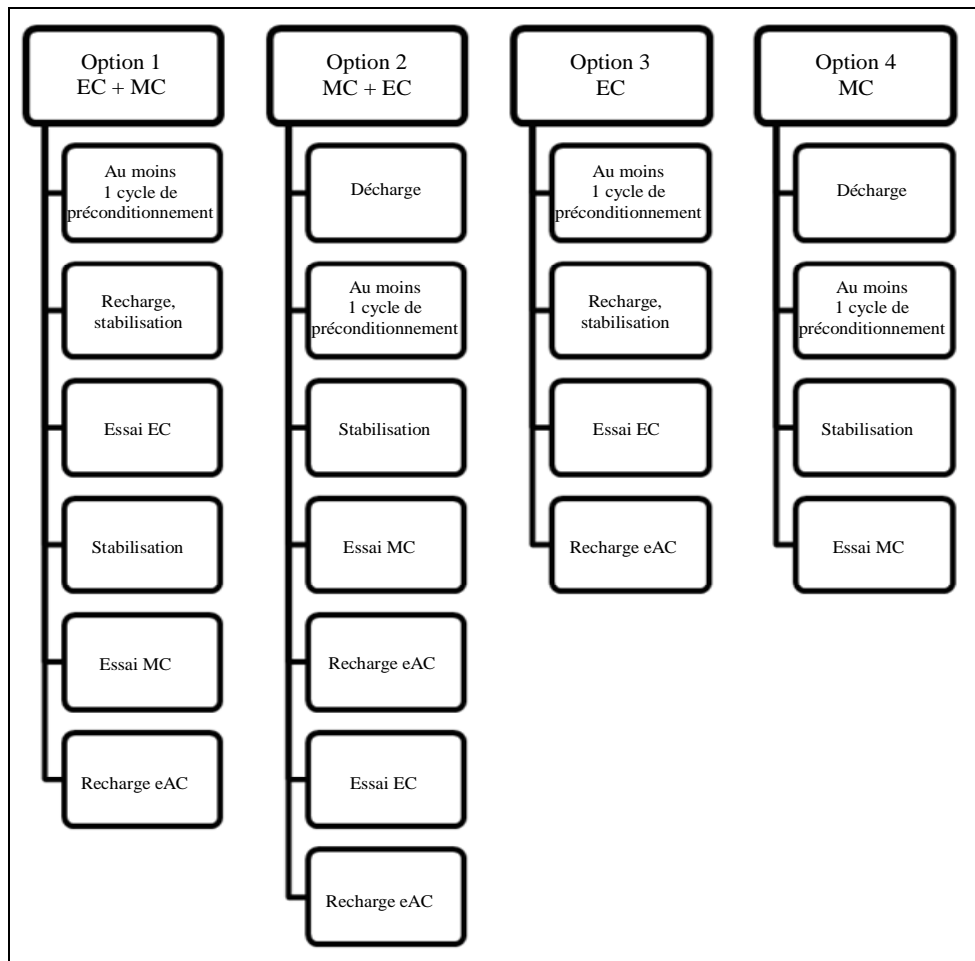 Option 1
EC + MC
Au moins
1 cycle de
préconditionnement
Recharge,
stabilisation
Essai EC
Stabilisation
Essai MC
Recharge eAC
Option 2
MC + EC
Décharge
Au moins
1 cycle de
préconditionnement
Stabilisation
Essai MC
Recharge eAC
Essai EC
Recharge eAC
Option 3
EC
Au moins
1 cycle de
préconditionnement
Recharge,
stabilisation
Essai EC
Recharge eAC
Option 4
MC
Décharge
Au moins
1 cycle de
préconditionnement
Stabilisation
Essai MC